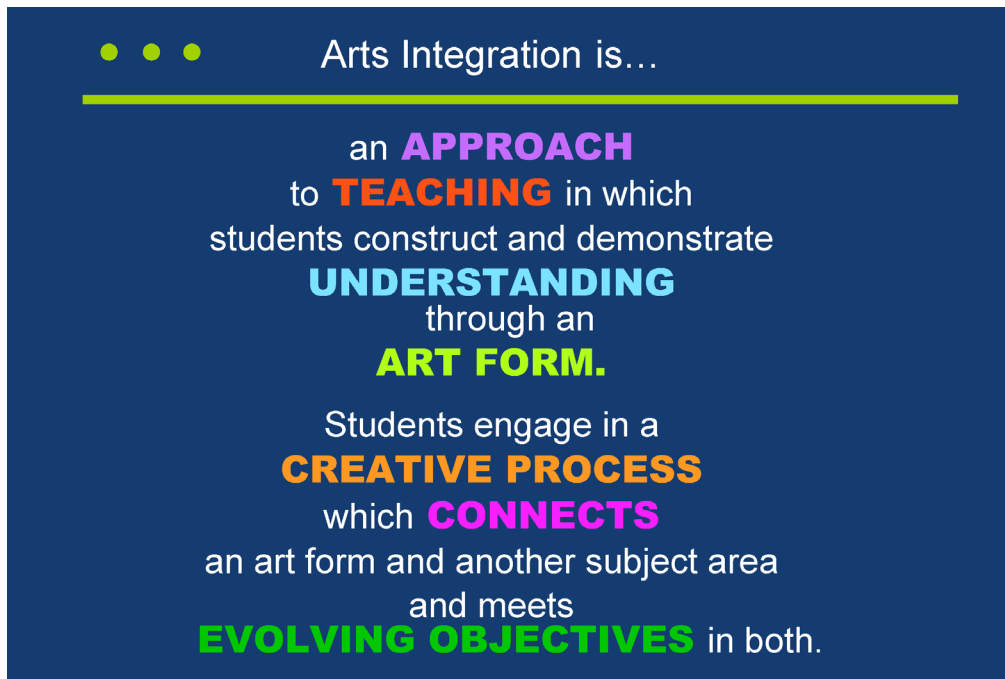 Arts Integration is…
an APPROACH
to TEACHING in which
students construct and demonstrate
UNDERSTANDING
through an
ART FORM.
Students engage in a
CREATIVE PROCESS
which CONNECTS
an art form and another subject area
and meets
EVOLVING OBJECTIVES in both.